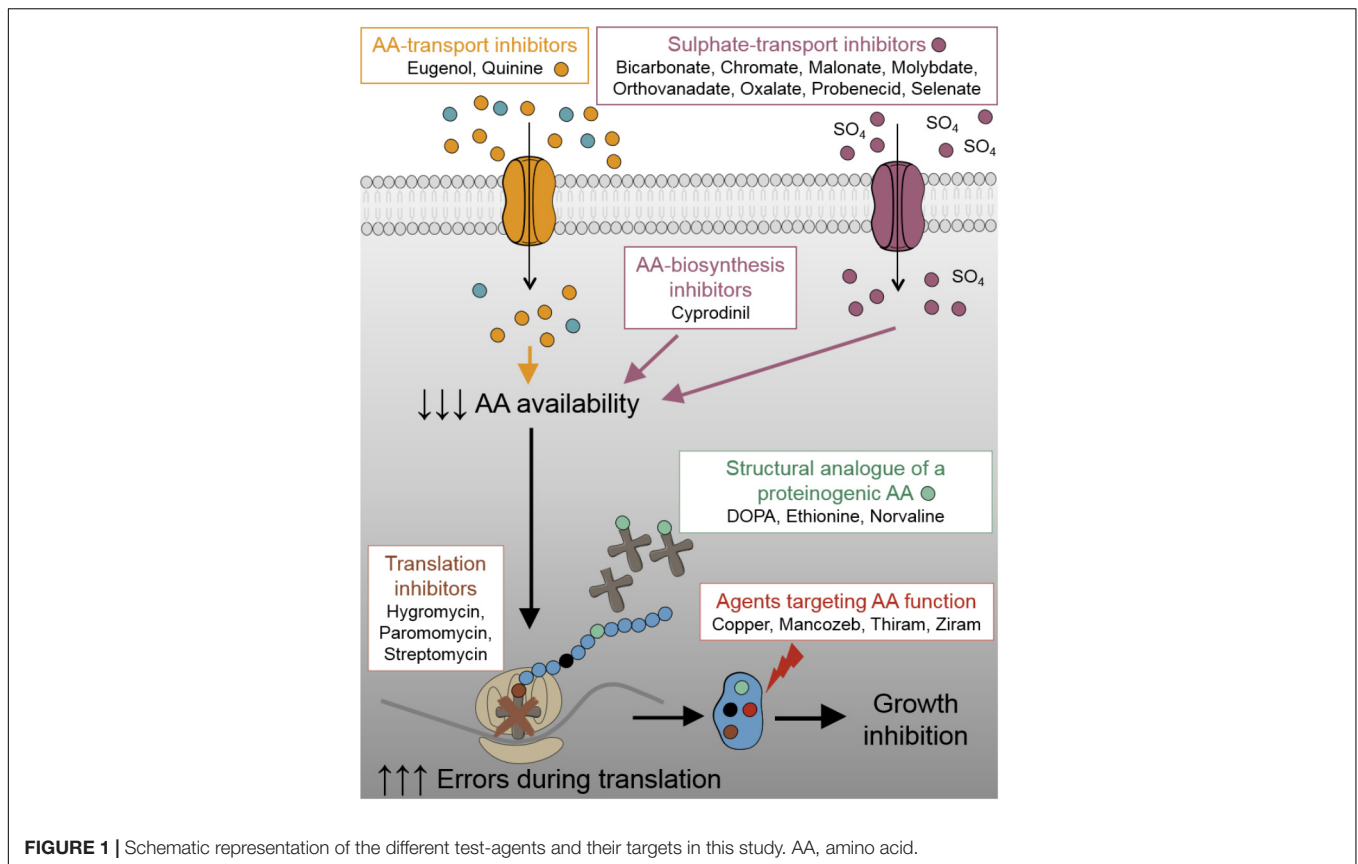 AA-transport inhibitors
Eugenol, Quinine
Sulphate-transport inhibitors
Bicarbonate, Chromate, Malonate, Molybdate,
Orthovanadate, Oxalate, Probenecid, Selenate
SO₄
SO₄
SO₄
AA-biosynthesis
inhibitors
Cyprodinil
SO₄
↓↓↓ AA availability
Structural analogue of a
proteinogenic AA
DOPA, Ethionine, Norvaline
Translation
inhibitors
Hygromycin,
Paromomycin,
Streptomycin
Agents targeting AA function
Copper, Mancozeb, Thiram, Ziram
Growth
inhibition
↑↑↑ Errors during translation
FIGURE 1 | Schematic representation of the different test-agents and their targets in this study. AA, amino acid.